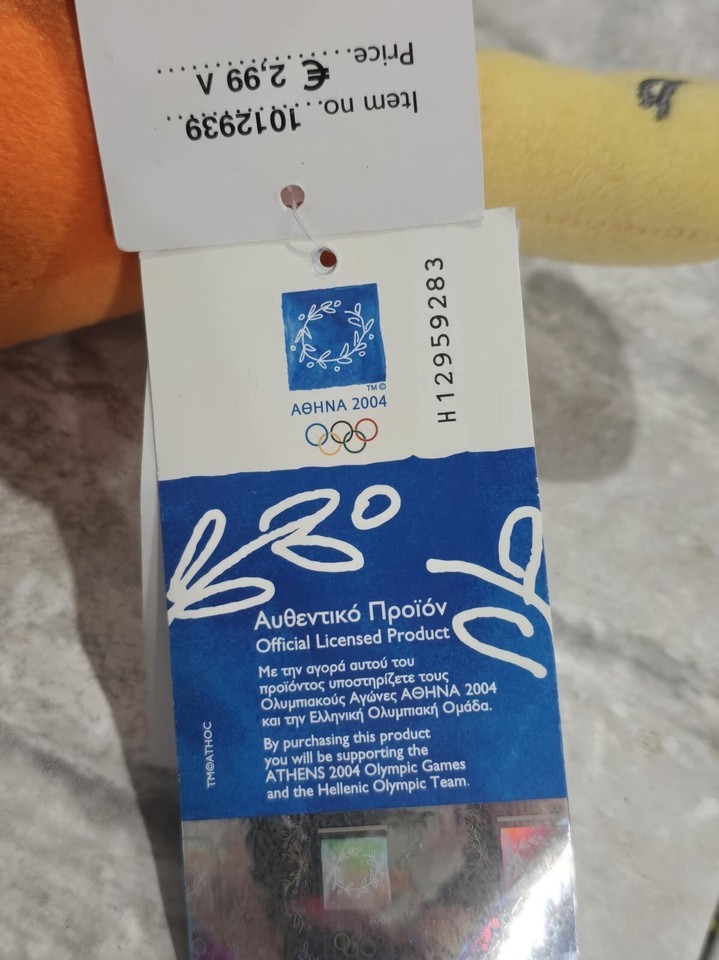 Item no. 1012939
Price. € 2,99 Λ
H12959283
TM©
ΑΘΗΝΑ 2004
Αυθεντικό Προϊόν
Official Licensed Product
Με την αγορά αυτού του
προϊόντος υποστηρίζετε τους
Ολυμπιακούς Αγώνες ΑΘΗΝΑ 2004
και την Ελληνική Ολυμπιακή Ομάδα.
By purchasing this product
you will be supporting the
ATHENS 2004 Olympic Games
and the Hellenic Olympic Team.
TM©ATHOC